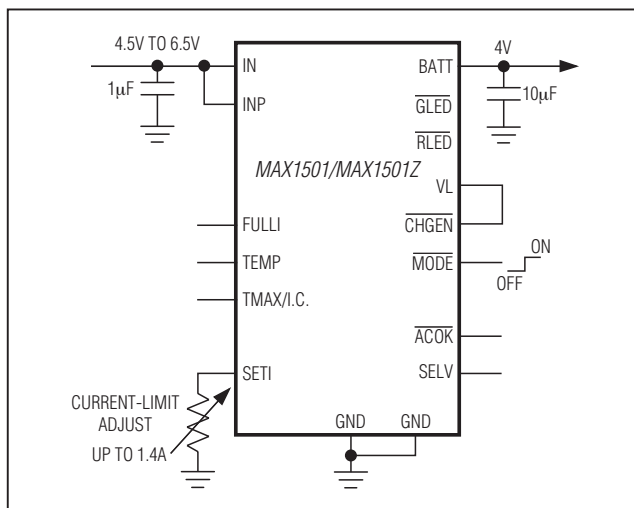 4.5V TO 6.5V
1µF
IN
INP
BATT
4V
10µF
GLED
RLED
MAX1501/MAX1501Z
VL
CHGEN
FULLI
TEMP
MODE
ON
OFF
TMAX/I.C.
ACOK
SETI
SELV
CURRENT-LIMIT
ADJUST
UP TO 1.4A
GND
GND